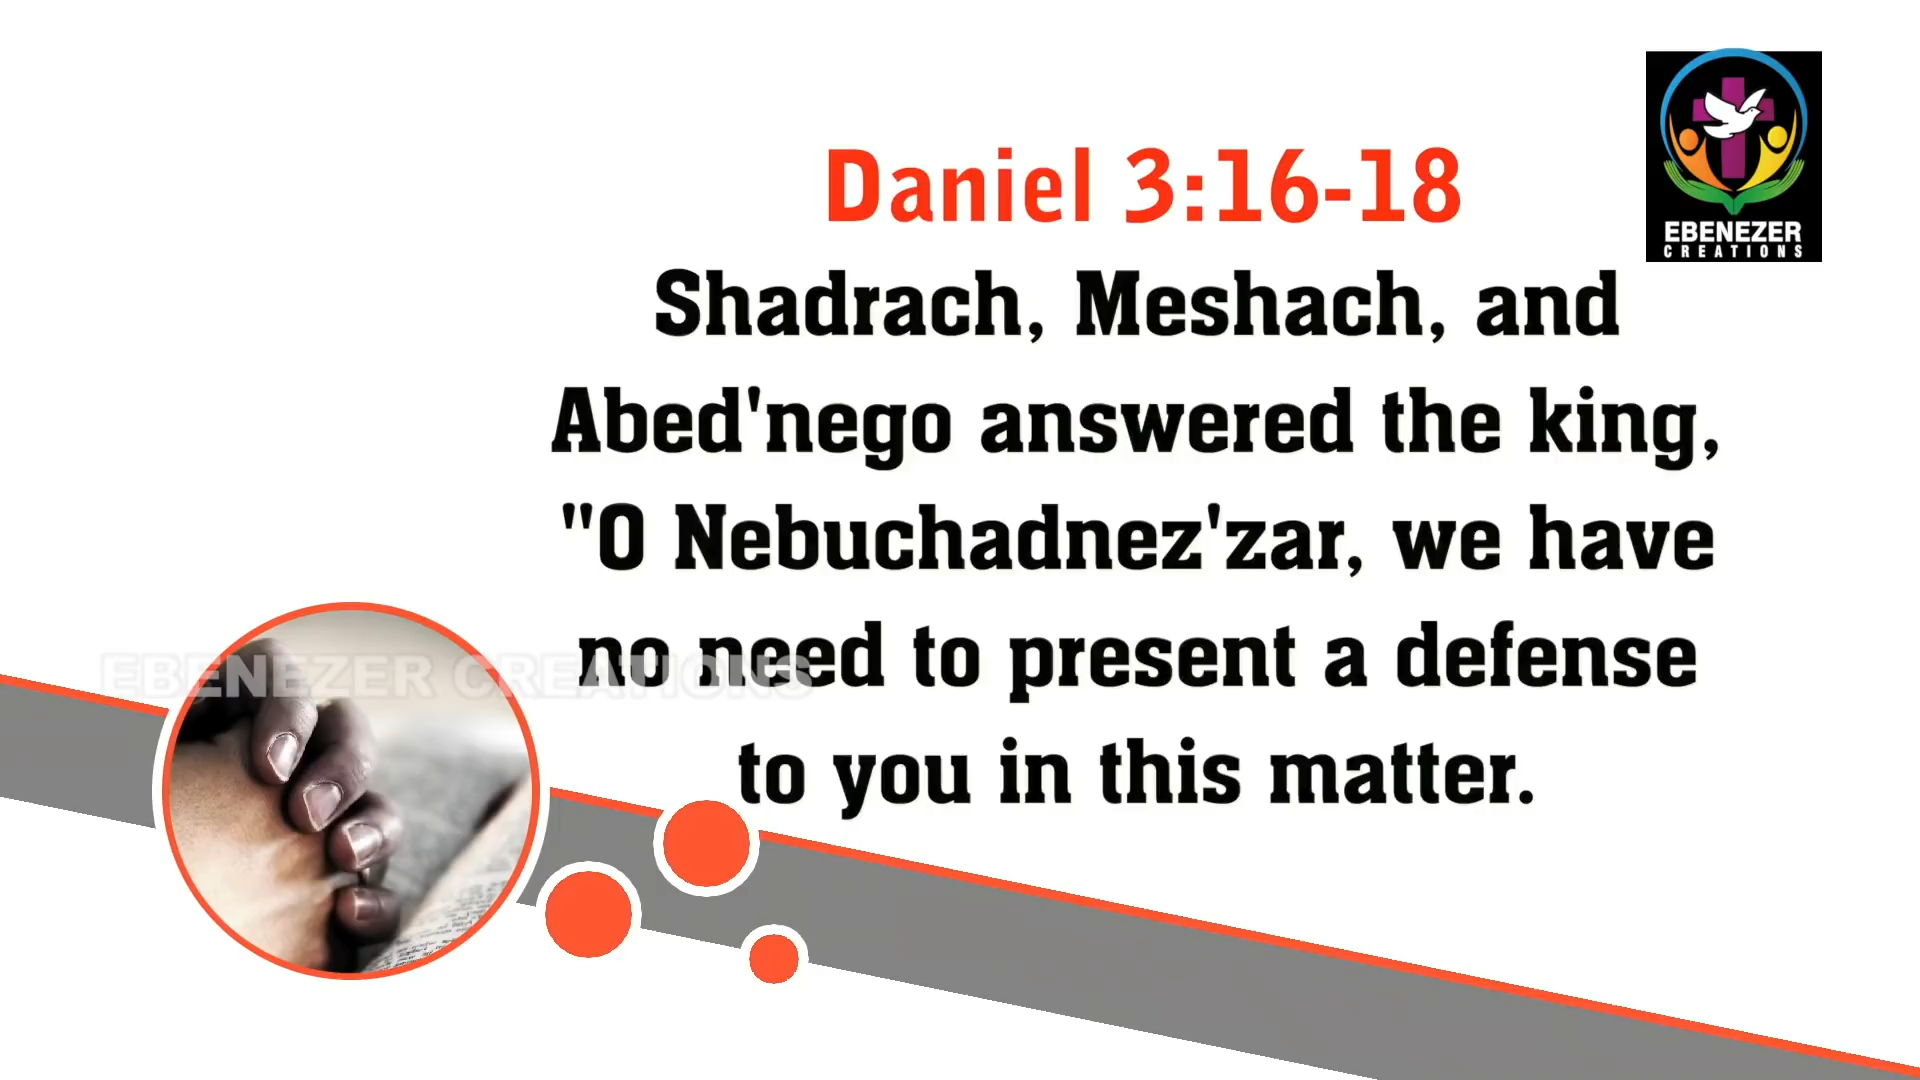 EBENEZER
CREATIONS
Daniel 3:16-18
Shadrach, Meshach, and
Abed'nego answered the king,
"O Nebuchadnez'zar, we have
no need to present a defense
to you in this matter.
EBENEZER CREATIONS